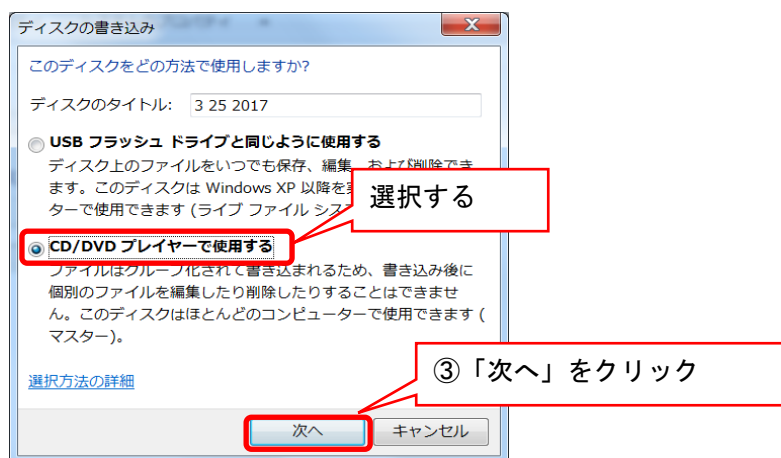 ディスクの書き込み
このディスクをどの方法で使用しますか?
ディスクのタイトル: 3 25 2017
USB フラッシュ ドライブと同じように使用する
ディスク上のファイルをいつでも保存、編集、および削除でき
ます。このディスクは Windows XP 以降を
ターで使用できます (ライブ ファイル シス
選択する
CD/DVD プレイヤーで使用する
ファイルはグループ化されて書き込まれるため、書き込み後に
個別のファイルを編集したり削除したりすることはできませ
ん。このディスクはほとんどのコンピューターで使用できます (
マスター)。
③「次へ」をクリック
選択方法の詳細
次へ キャンセル